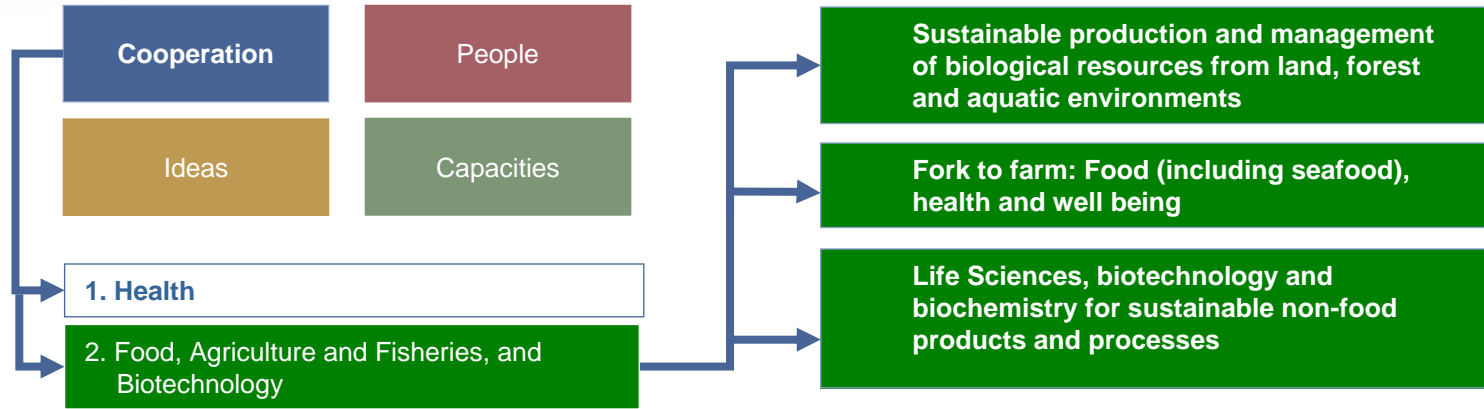 Cooperation
People
Ideas
Capacities
1. Health
2. Food, Agriculture and Fisheries, and
Biotechnology
Sustainable production and management
of biological resources from land, forest
and aquatic environments
Fork to farm: Food (including seafood),
health and well being
Life Sciences, biotechnology and
biochemistry for sustainable non-food
products and processes